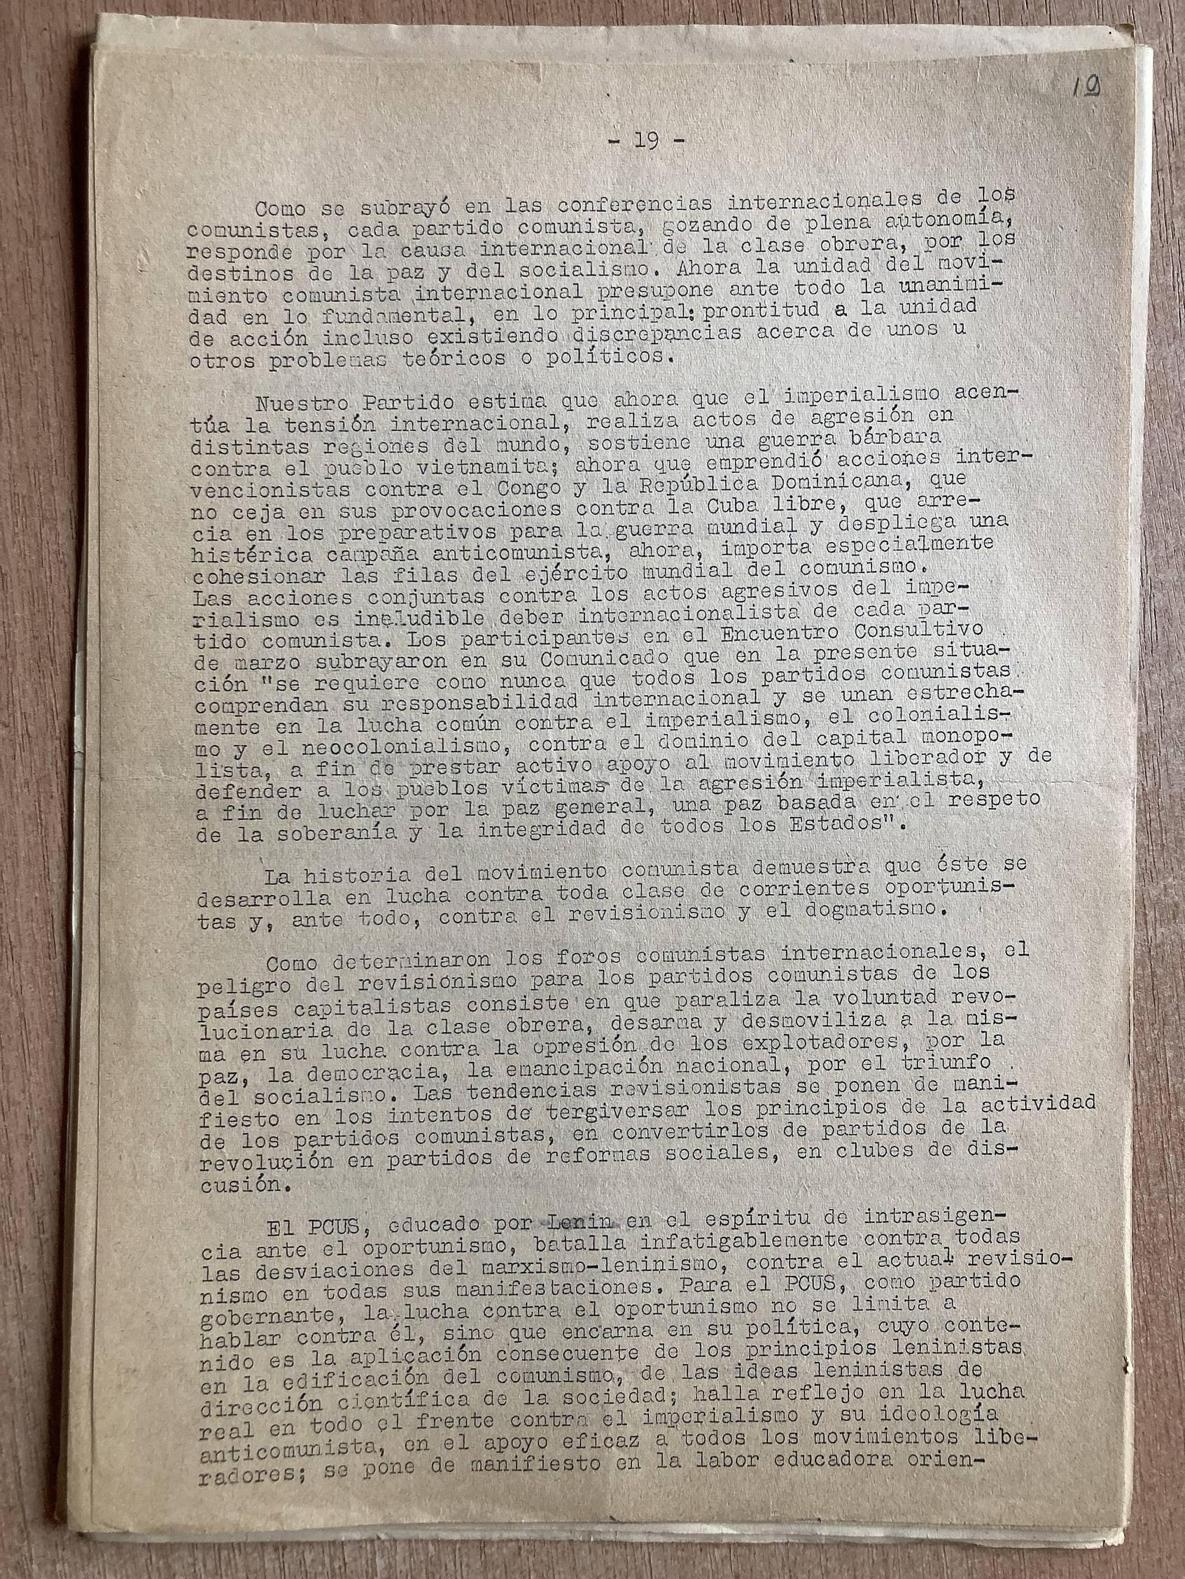 19
- 19 -
Como se subrayó en las conferencias internacionales de los
comunistas, cada partido comunista, gozando de plena autonomía,
responde por la causa internacional de la clase obrera, por los
destinos de la paz y del socialismo. Ahora la unidad del movi-
miento comunista internacional presupone ante todo la unanimi-
dad en lo fundamental, en lo principal: prontitud a la unidad
de acción incluso existiendo discrepancias acerca de unos u
otros problemas teóricos o políticos.
Nuestro Partido estima que ahora que el imperialismo acen-
túa la tensión internacional, realiza actos de agresión en
distintas regiones del mundo, sostiene una guerra bárbara
contra el pueblo vietnamita; ahora que emprendió acciones inter-
vencionistas contra el Congo y la República Dominicana, que
no ceja en sus provocaciones contra la Cuba libre, que arre-
cia en los preparativos para la guerra mundial y despliega una
histérica campaña anticomunista, ahora, importa especialmente
cohesionar las filas del ejército mundial del comunismo.
Las acciones conjuntas contra los actos agresivos del impe-
rialismo es ineludible deber internacionalista de cada par-
tido comunista. Los participantes en el Encuentro Consultivo
de marzo subrayaron en su Comunicado que en la presente situa-
ción "se requiere como nunca que todos los partidos comunistas
comprendan su responsabilidad internacional y se unan estrecha-
mente en la lucha común contra el imperialismo, el colonialis-
mo y el neocolonialismo, contra el dominio del capital monopo-
lista, a fin de prestar activo apoyo al movimiento liberador y de
defender a los pueblos víctimas de la agresión imperialista,
a fin de luchar por la paz general, una paz basada en el respeto
de la soberanía y la integridad de todos los Estados".
La historia del movimiento comunista demuestra que éste se
desarrolla en lucha contra toda clase de corrientes oportunis-
tas y, ante todo, contra el revisionismo y el dogmatismo.
Como determinaron los foros comunistas internacionales, el
peligro del revisionismo para los partidos comunistas de los
países capitalistas consiste en que paraliza la voluntad revo-
lucionaria de la clase obrera, desarma y desmoviliza a la mis-
ma en su lucha contra la opresión de los explotadores, por la
paz, la democracia, la emancipación nacional, por el triunfo
del socialismo. Las tendencias revisionistas se ponen de mani-
fiesto en los intentos de tergiversar los principios de la actividad
de los partidos comunistas, en convertirlos de partidos de la
revolución en partidos de reformas sociales, en clubes de dis-
cusión.
El PCUS, educado por Lenin en el espíritu de intrasigen-
cia ante el oportunismo, batalla infatigablemente contra todas
las desviaciones del marxismo-leninismo, contra el actual revisio-
nismo en todas sus manifestaciones. Para el PCUS, como partido
gobernante, la lucha contra el oportunismo no se limita a
hablar contra él, sino que encarna en su política, cuyo conte-
nido es la aplicación consecuente de los principios leninistas
en la edificación del comunismo, de las ideas leninistas de
dirección científica de la sociedad; halla reflejo en la lucha
real en todo el frente contra el imperialismo y su ideología
anticomunista, en el apoyo eficaz a todos los movimientos libe-
radores; se pone de manifiesto en la labor educadora orien-